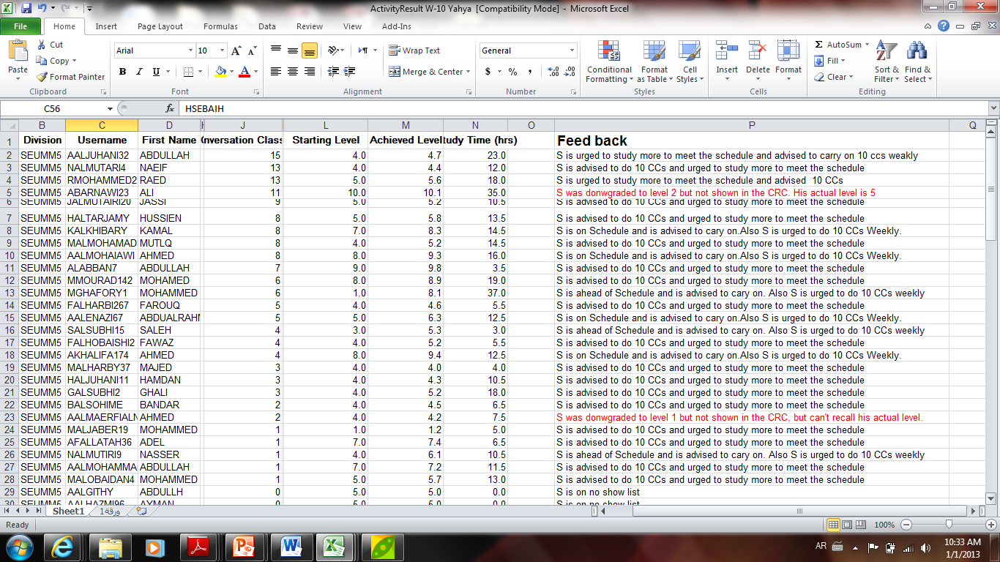 ActivityResult W-10 Yahya [Compatibility Mode] - Microsoft Excel
File Home Insert Page Layout Formulas Data Review View Add-Ins
Paste Cut Copy Format Painter Clipboard
Arial 10 A A B I U A Font
Wrap Text Merge & Center Alignment
General $ % , Number
Conditional Formatting Format as Table Cell Styles Styles
Insert Delete Format Cells
AutoSum Fill Clear Sort & Filter Find & Select Editing
C56 fx HSEBAIH
B C D J L M N O P Q
1 Division Username First Name nversation Class Starting Level Achieved Level tudy Time (hrs) Feed back
2 SEUMM5 AALJUHANI32 ABDULLAH 15 4.0 4.7 23.0 S is urged to study more to meet the schedule and advised to carry on 10 ccs weakly
3 SEUMM5 NALMUTARI4 NAEIF 13 4.0 4.4 12.0 S is advised to do 10 CCs and urged to study more to meet the schedule
4 SEUMM5 RMOHAMMED2 RAED 13 5.0 5.6 18.0 S is urged to study more to meet the schedule and advised  10 CCs
5 SEUMM5 ABARNAWI23 ALI 11 10.0 10.1 35.0 S was donwgraded to level 2 but not shown in the CRC. His actual level is 5
6 SEUMM5 JALMUTAIRI20 JASSI 9 5.0 5.2 10.5 S is advised to do 10 CCs and urged to study more to meet the schedule
7 SEUMM5 HALTARJAMY HUSSIEN 8 5.0 5.8 13.5 S is advised to do 10 CCs and urged to study more to meet the schedule
8 SEUMM5 KALKHIBARY KAMAL 8 7.0 8.3 14.5 S is on Schedule and is advised to cary on.Also S is urged to do 10 CCs Weekly.
9 SEUMM5 MALMOHAMAD MUTLQ 8 4.0 5.2 14.5 S is advised to do 10 CCs and urged to study more to meet the schedule
10 SEUMM5 AALMOHAIAWI AHMED 8 8.0 9.3 16.0 S is on Schedule and is advised to cary on.Also S is urged to do 10 CCs Weekly.
11 SEUMM5 ALABBAN7 ABDULLAH 7 9.0 9.8 3.5 S is advised to do 10 CCs and urged to study more to meet the schedule
12 SEUMM5 MMOURAD142 MOHAMED 6 8.0 8.9 19.0 S is advised to do 10 CCs and urged to study more to meet the schedule
13 SEUMM5 MGHAFORY1 MOHAMMED 6 1.0 8.1 37.0 S is ahead of Schedule and is advised to cary on. Also S is urged to do 10 CCs weekly
14 SEUMM5 FALHARBI267 FAROUQ 5 4.0 4.6 5.5 S is advised to do 10 CCs and urged to study more to meet the schedule
15 SEUMM5 AALENAZI67 ABDUALRAHM 5 5.0 6.3 12.5 S is on Schedule and is advised to cary on.Also S is urged to do 10 CCs Weekly.
16 SEUMM5 SALSUBHI15 SALEH 4 3.0 5.3 3.0 S is ahead of Schedule and is advised to cary on. Also S is urged to do 10 CCs weekly
17 SEUMM5 FALHOBAISHI2 FAWAZ 4 4.0 5.2 5.5 S is advised to do 10 CCs and urged to study more to meet the schedule
18 SEUMM5 AKHALIFA174 AHMED 4 8.0 9.4 12.5 S is on Schedule and is advised to cary on.Also S is urged to do 10 CCs Weekly.
19 SEUMM5 MALHARBY37 MAJED 3 4.0 4.0 4.0 S is advised to do 10 CCs and urged to study more to meet the schedule
20 SEUMM5 HALJUHANI11 HAMDAN 3 4.0 4.3 10.5 S is advised to do 10 CCs and urged to study more to meet the schedule
21 SEUMM5 GALSUBHI2 GHALI 3 4.0 5.2 18.0 S is advised to do 10 CCs and urged to study more to meet the schedule
22 SEUMM5 BALSOHIME BANDAR 2 4.0 4.5 6.5 S is advised to do 10 CCs and urged to study more to meet the schedule
23 SEUMM5 AALMAERFIALN AHMED 2 4.0 4.2 7.5 S was donwgraded to level 1 but not shown in the CRC, but can't recall his actual level.
24 SEUMM5 MALJABER19 MOHAMMED 1 1.0 1.2 5.0 S is advised to do 10 CCs and urged to study more to meet the schedule
25 SEUMM5 AFALLATAH36 ADEL 1 7.0 7.4 6.5 S is advised to do 10 CCs and urged to study more to meet the schedule
26 SEUMM5 NALMUTIRI9 NASSER 1 4.0 6.1 10.5 S is ahead of Schedule and is advised to cary on. Also S is urged to do 10 CCs weekly
27 SEUMM5 AALMOHAMMA ABDULLAH 1 7.0 7.2 11.5 S is advised to do 10 CCs and urged to study more to meet the schedule
28 SEUMM5 MALOBAIDAN4 MOHAMMED 1 5.0 5.7 13.0 S is advised to do 10 CCs and urged to study more to meet the schedule
29 SEUMM5 AALGITHY ABDULLH 0 5.0 5.0 0.0 S is on no show list
30 SEUMM5 AALHAZMI96 AYMAN 0 5.0 5.0 0.0 S is on no show list
Sheet1 ورقة1
Ready 100%
AR 10:33 AM
1/1/2013